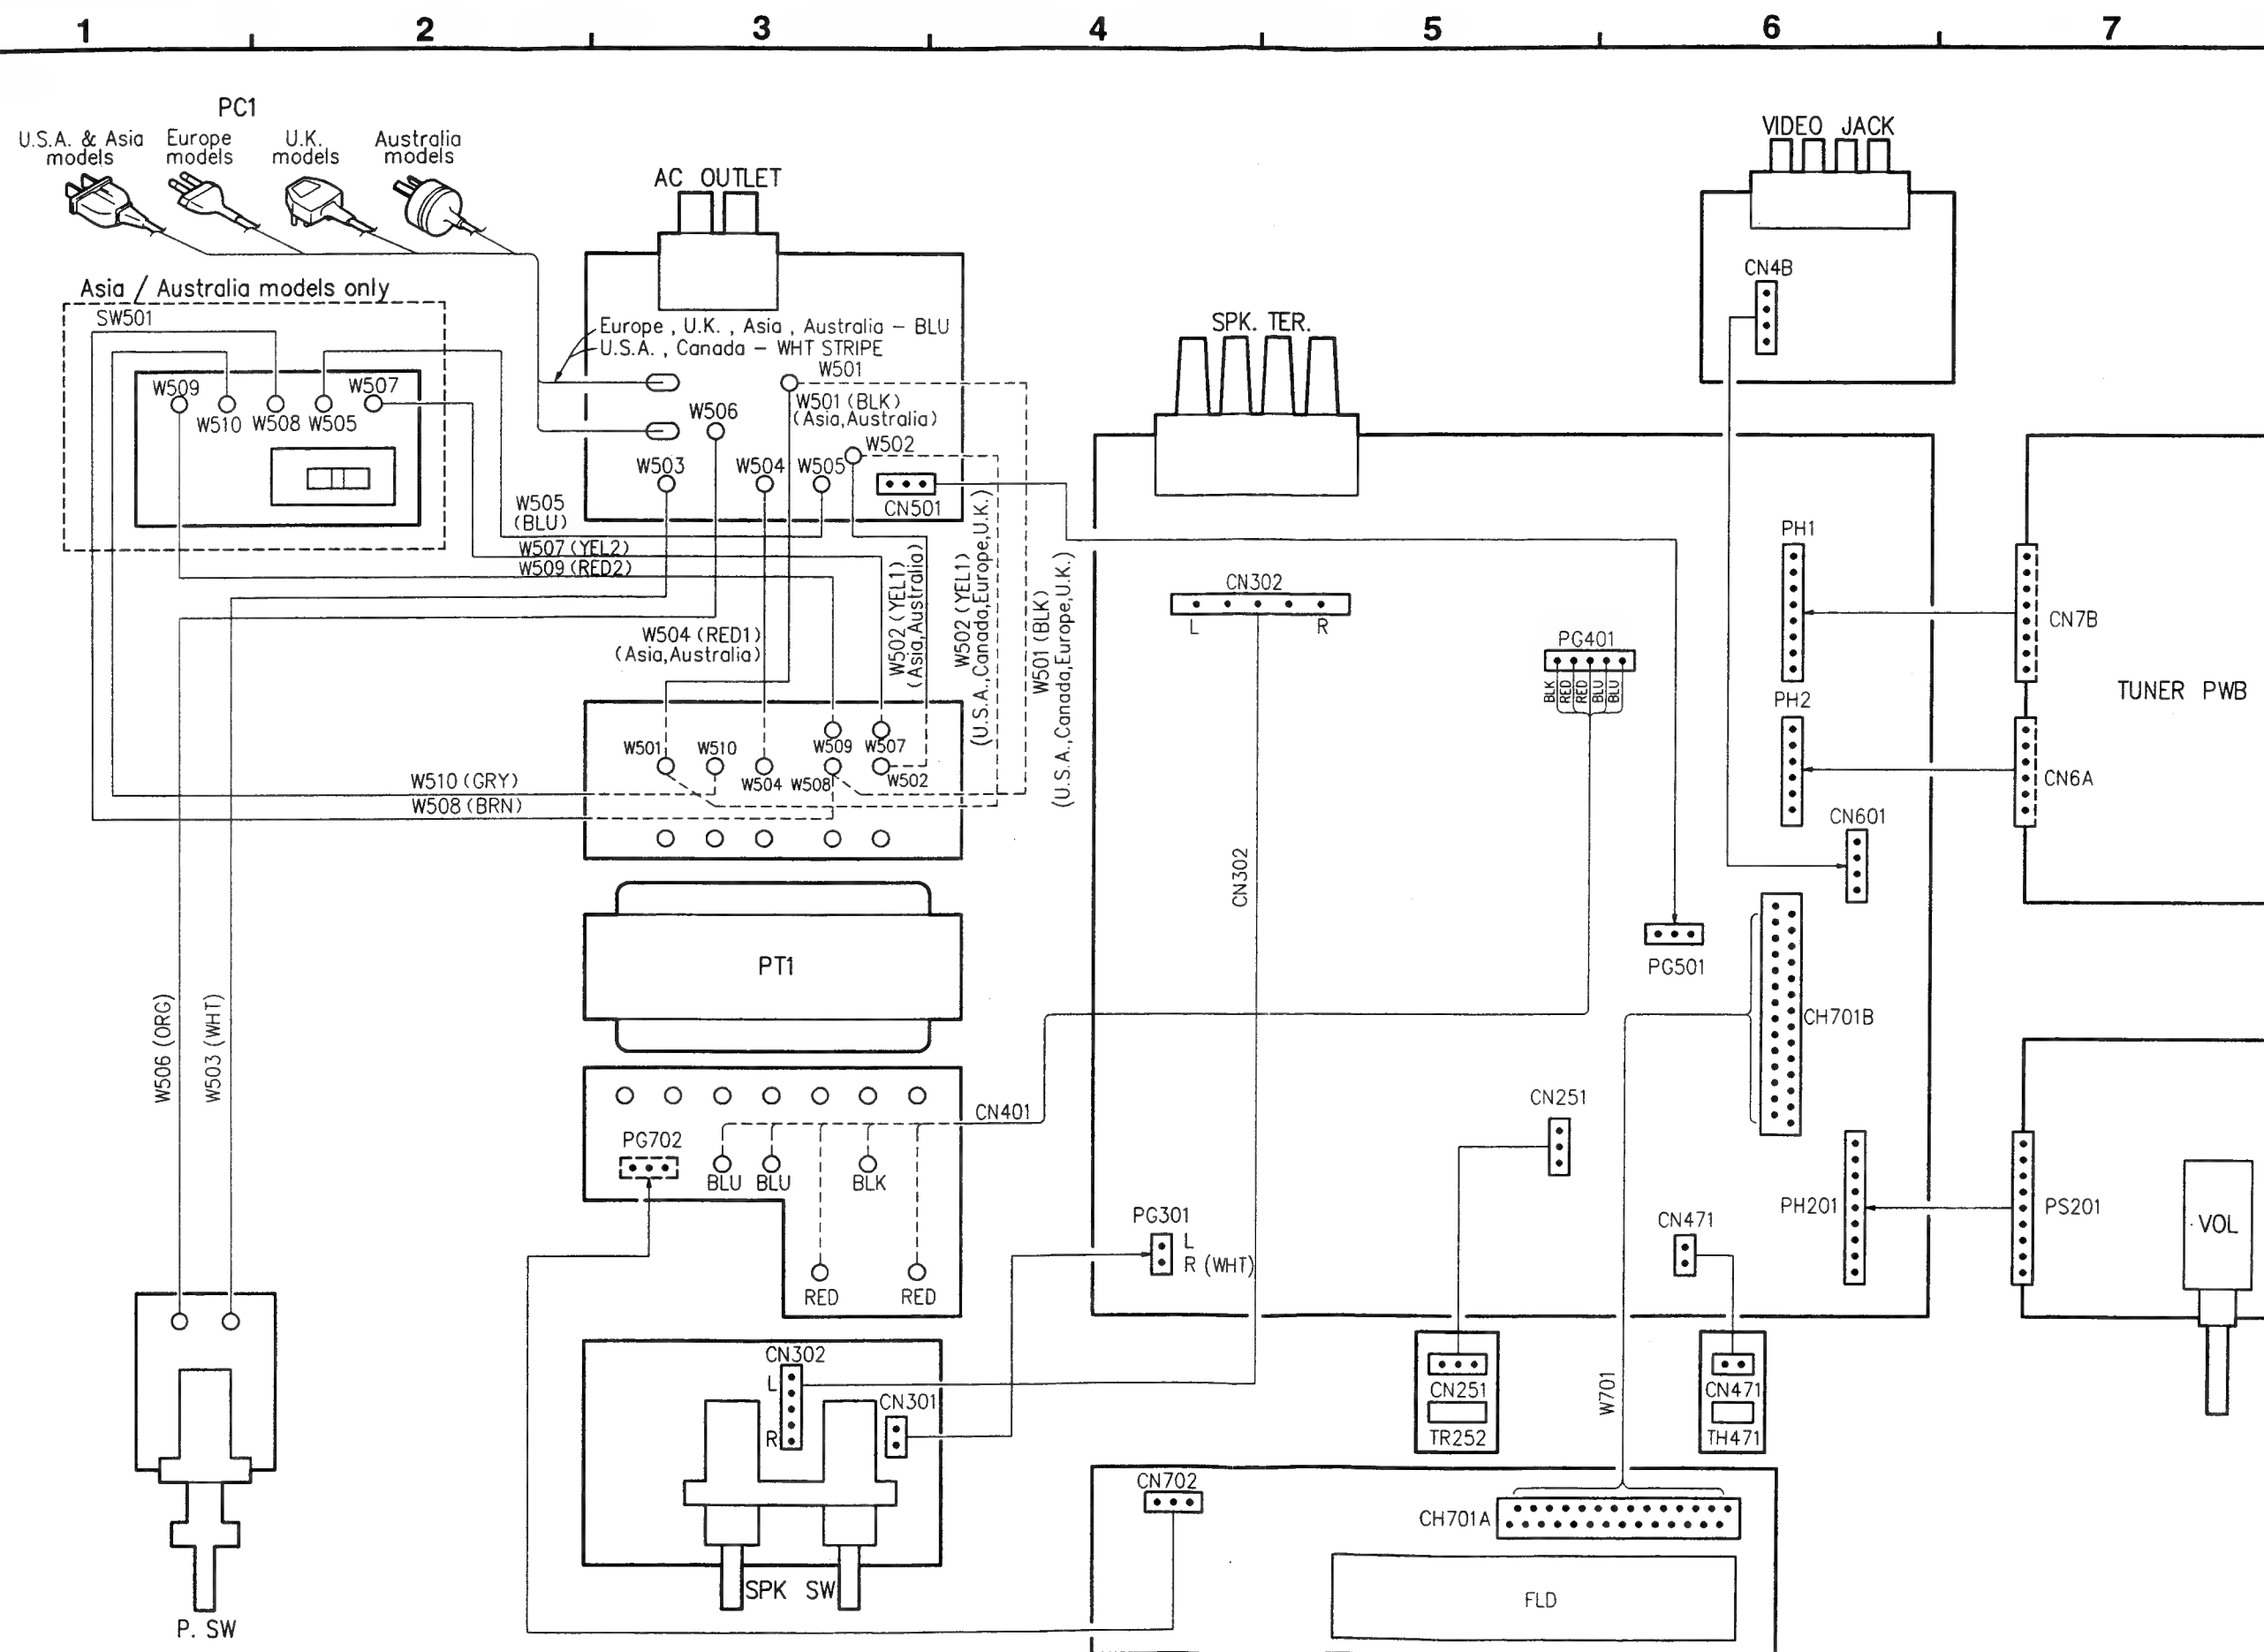 1 2 3 4 5 6 7
PC1
U.S.A. & Asia models
Europe models
U.K. models
Australia models
AC OUTLET
VIDEO JACK
CN4B
Asia / Australia models only
SW501
W509
W510
W508
W505
W507
Europe , U.K. , Asia , Australia – BLU
U.S.A. , Canada – WHT STRIPE
W501
W501 (BLK)
(Asia,Australia)
W506
W502
W503
W504
W505
CN501
SPK. TER.
W505
(BLU)
W507 (YEL2)
W509 (RED2)
W504 (RED1)
(Asia,Australia)
W502 (YEL1)
(Asia,Australia)
W502 (YEL1)
(U.S.A.,Canada,Europe,U.K.)
W501 (BLK)
(U.S.A.,Canada,Europe,U.K.)
CN302
L R
PG401
BLK
RED
RED
BLU
BLU
PH1
CN7B
TUNER PWB
PH2
CN6A
CN601
W501
W510
W509
W507
W504
W508
W502
W510 (GRY)
W508 (BRN)
CN302
PT1
PG501
CH701B
W506 (ORG)
W503 (WHT)
CN401
PG702
BLU
BLU
BLK
RED
RED
CN251
PG301
L
R (WHT)
CN471
PH201
PS201
VOL
CN302
L
R
CN301
SPK SW
P. SW
CN251
TR252
W701
CN471
TH471
CN702
CH701A
FLD